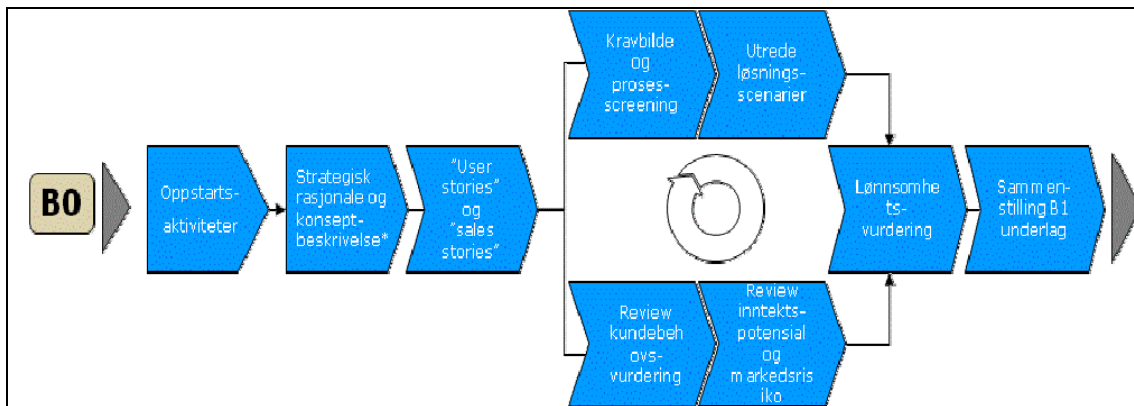 B0
Oppstarts-
aktiviteter
Strategisk
rasjonale og
konsept-
beskrivelse*
"User
stories"
og
"sales
stories"
Kravbilde
og
proses-
screening
Utrede
løsnings-
scenarier
Review
kundebeh
ovs-
vurdering
Review
inntekts-
potensial
og
markedsris
iko
Lønnsomhe
ts-
vurdering
Sammen-
stilling B1
underlag